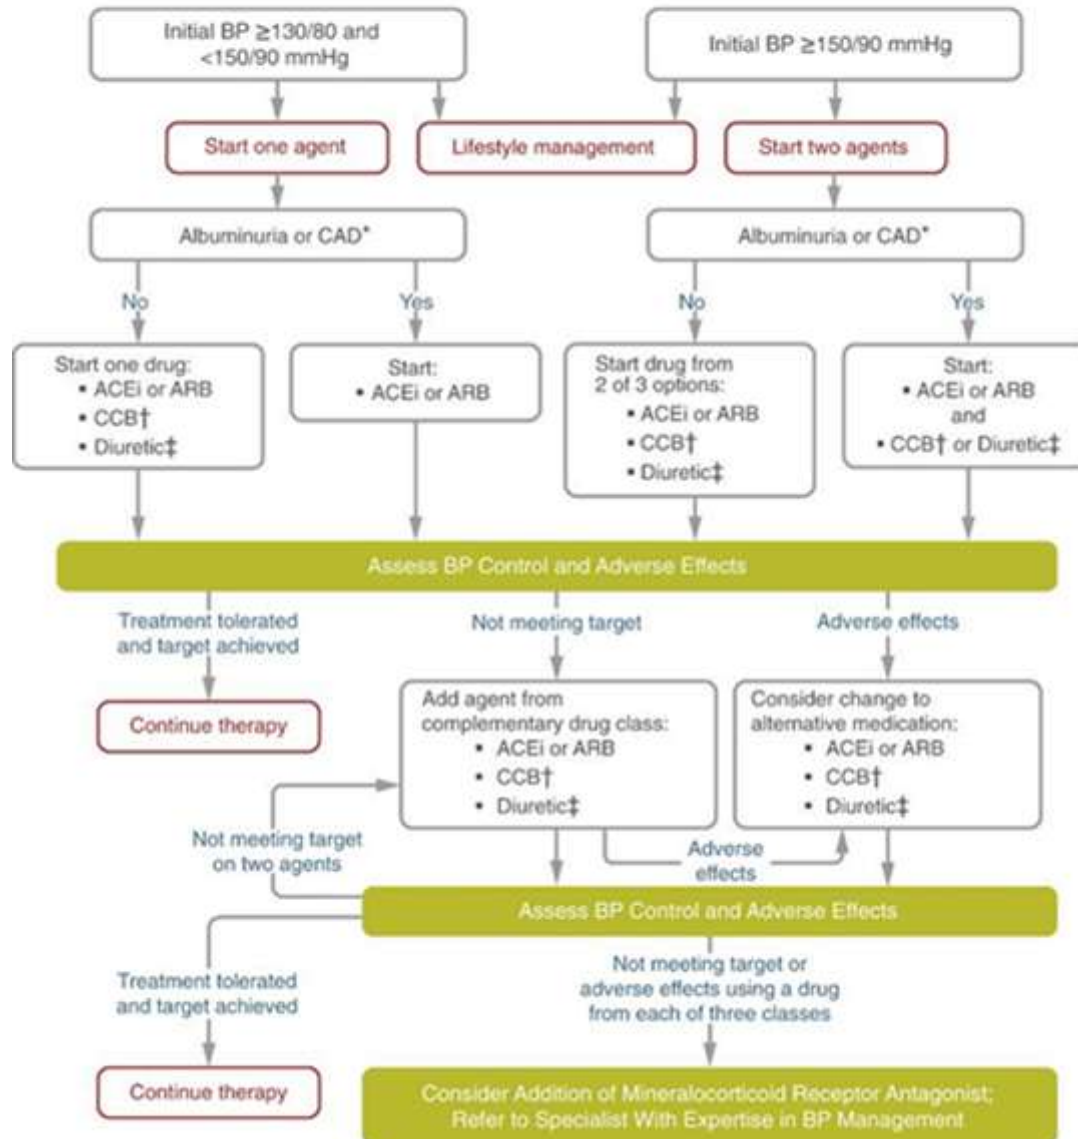 Initial BP ≥130/80 and
<150/90 mmHg
Initial BP ≥150/90 mmHg
Start one agent
Lifestyle management
Start two agents
Albuminuria or CAD*
Albuminuria or CAD*
No
Yes
No
Yes
Start one drug:
▪ ACEi or ARB
▪ CCB†
▪ Diuretic‡
Start:
▪ ACEi or ARB
Start drug from
2 of 3 options:
▪ ACEi or ARB
▪ CCB†
▪ Diuretic‡
Start:
▪ ACEi or ARB
and
▪ CCB† or Diuretic‡
Assess BP Control and Adverse Effects
Treatment tolerated
and target achieved
Not meeting target
Adverse effects
Continue therapy
Add agent from
complementary drug class:
▪ ACEi or ARB
▪ CCB†
▪ Diuretic‡
Consider change to
alternative medication:
▪ ACEi or ARB
▪ CCB†
▪ Diuretic‡
Not meeting target
on two agents
Adverse
effects
Assess BP Control and Adverse Effects
Treatment tolerated
and target achieved
Not meeting target or
adverse effects using a drug
from each of three classes
Continue therapy
Consider Addition of Mineralocorticoid Receptor Antagonist;
Refer to Specialist With Expertise in BP Management